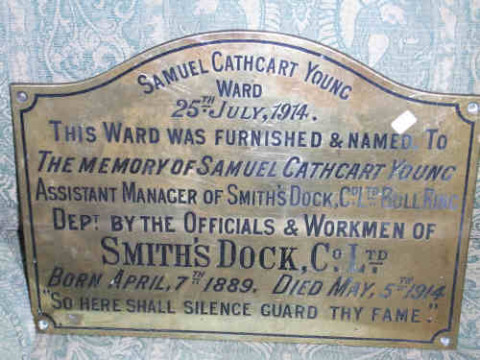 SAMUEL CATHCART YOUNG
WARD
25TH JULY, 1914.
THIS WARD WAS FURNISHED & NAMED TO
THE MEMORY OF SAMUEL CATHCART YOUNG
ASSISTANT MANAGER OF SMITH'S DOCK, CO. LTD BULL RING
DEPT BY THE OFFICIALS & WORKMEN OF
SMITH'S DOCK, CO. LTD
BORN APRIL, 7TH 1889. DIED MAY, 5TH 1914
"SO HERE SHALL SILENCE GUARD THY FAME."